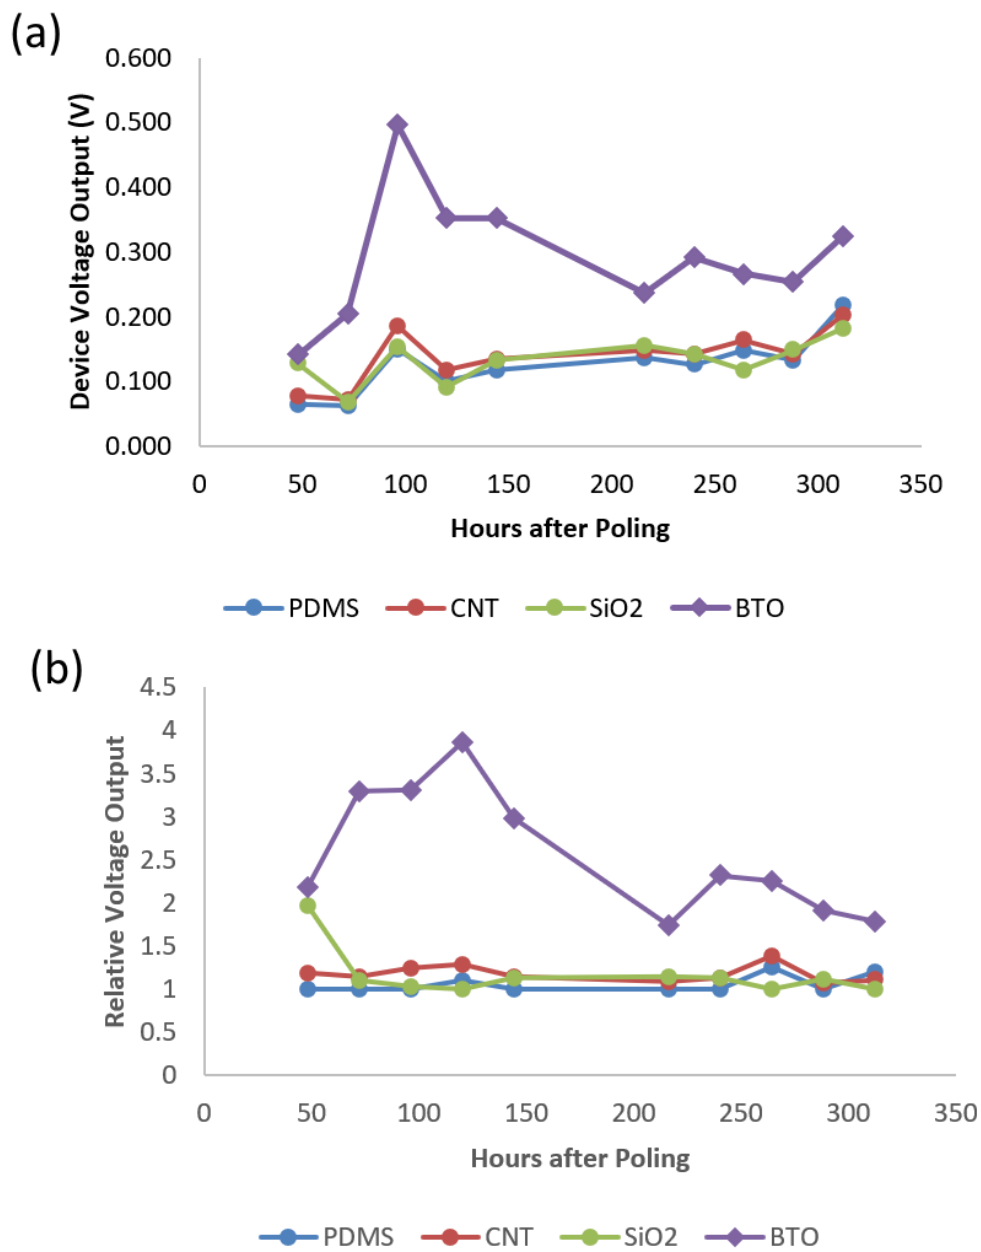 (a)
0.600
0.500
0.400
0.300
0.200
0.100
0.000
Device Voltage Output (V)
0 50 100 150 200 250 300 350
Hours after Poling
PDMS CNT SiO2 BTO
(b)
4.5
4
3.5
3
2.5
2
1.5
1
0.5
0
Relative Voltage Output
0 50 100 150 200 250 300 350
Hours after Poling
PDMS CNT SiO2 BTO